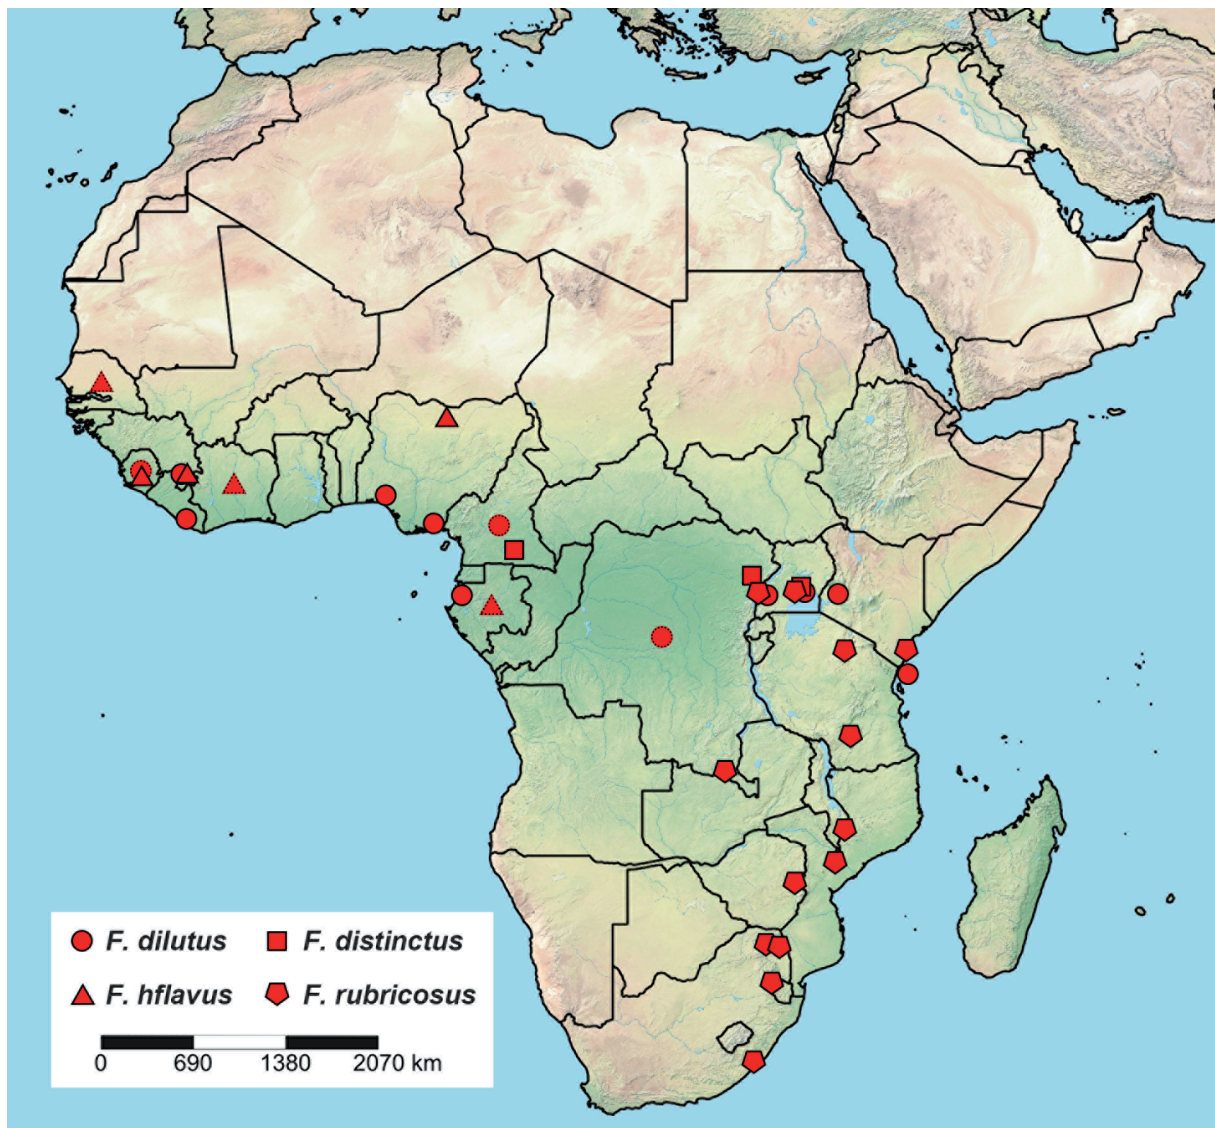 F. dilutus
F. distinctus
F. hflavus
F. rubricosus
0 690 1380 2070 km